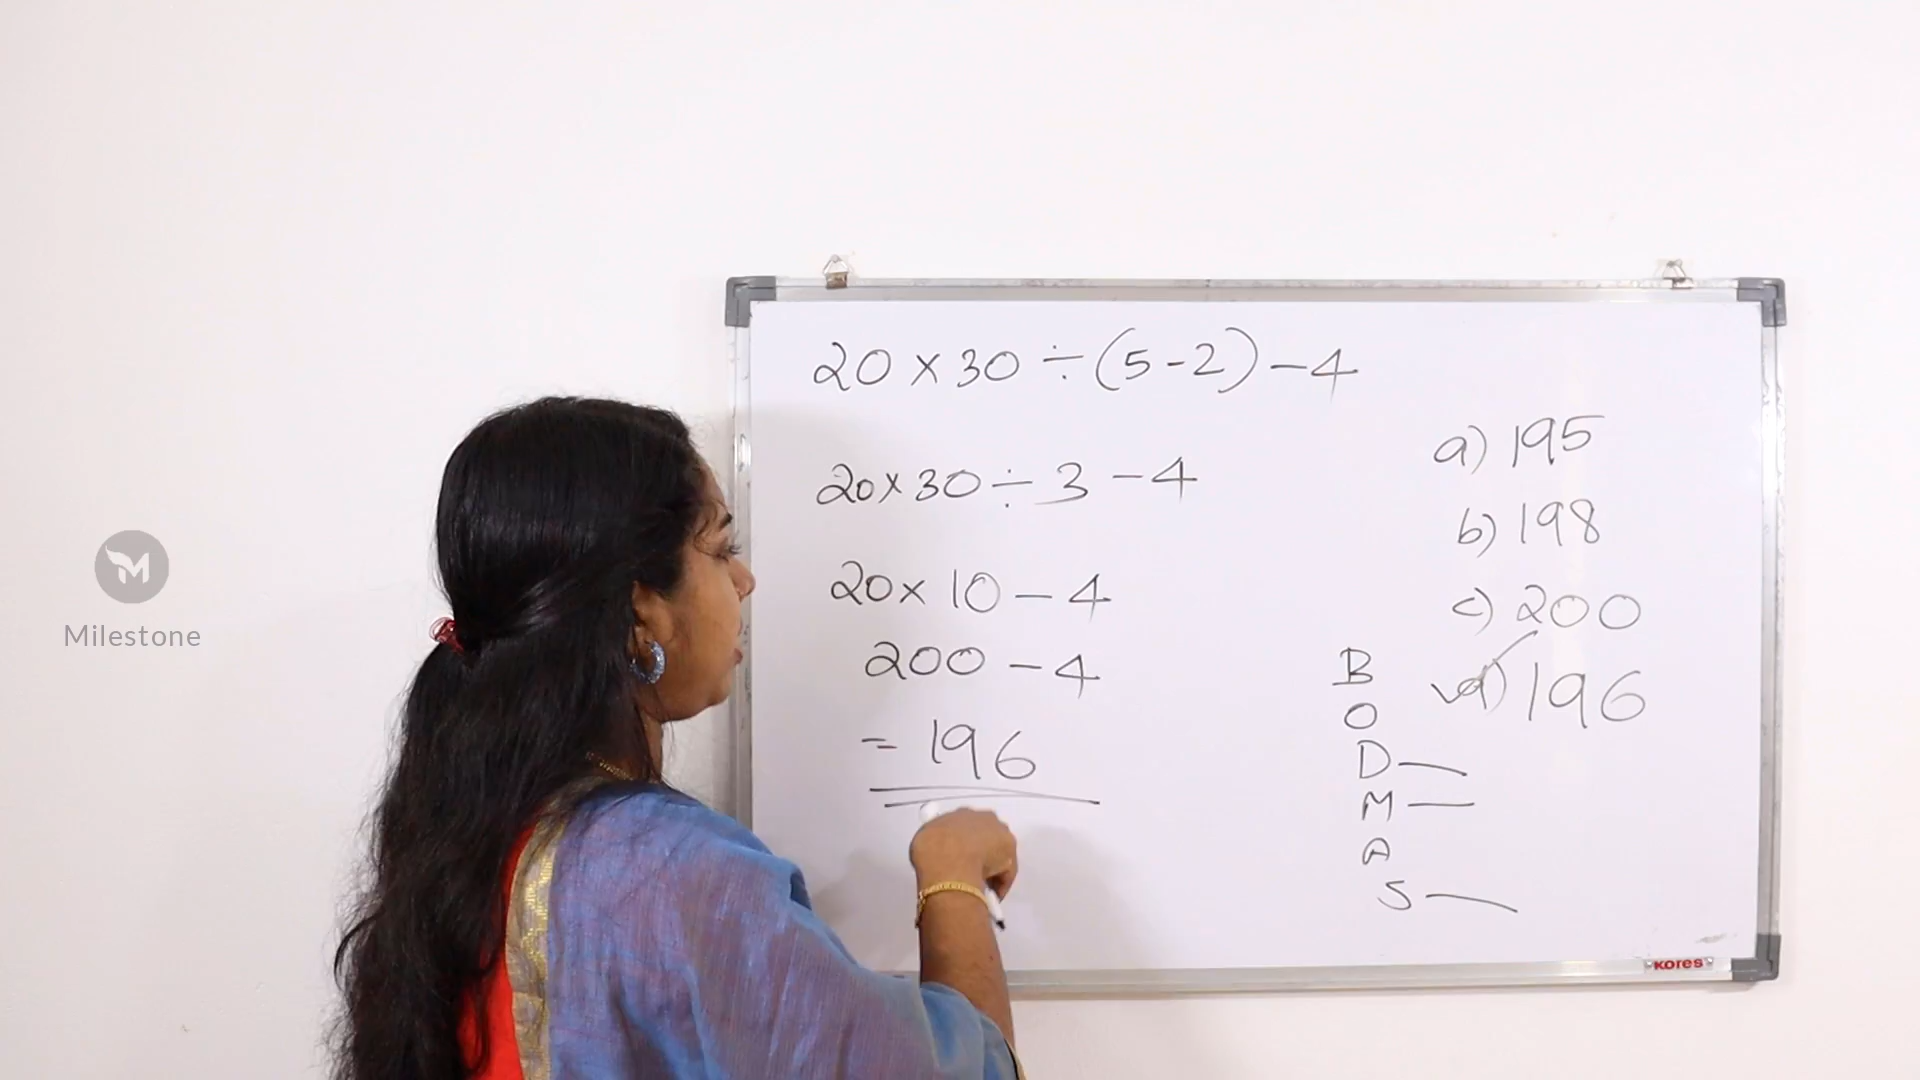 20 × 30 ÷ (5 - 2) - 4
20 × 30 ÷ 3 - 4
20 × 10 - 4
200 - 4
= 196
a) 195
b) 198
c) 200
d) 196
B
O
D
M
A
S
KORES
M
Milestone